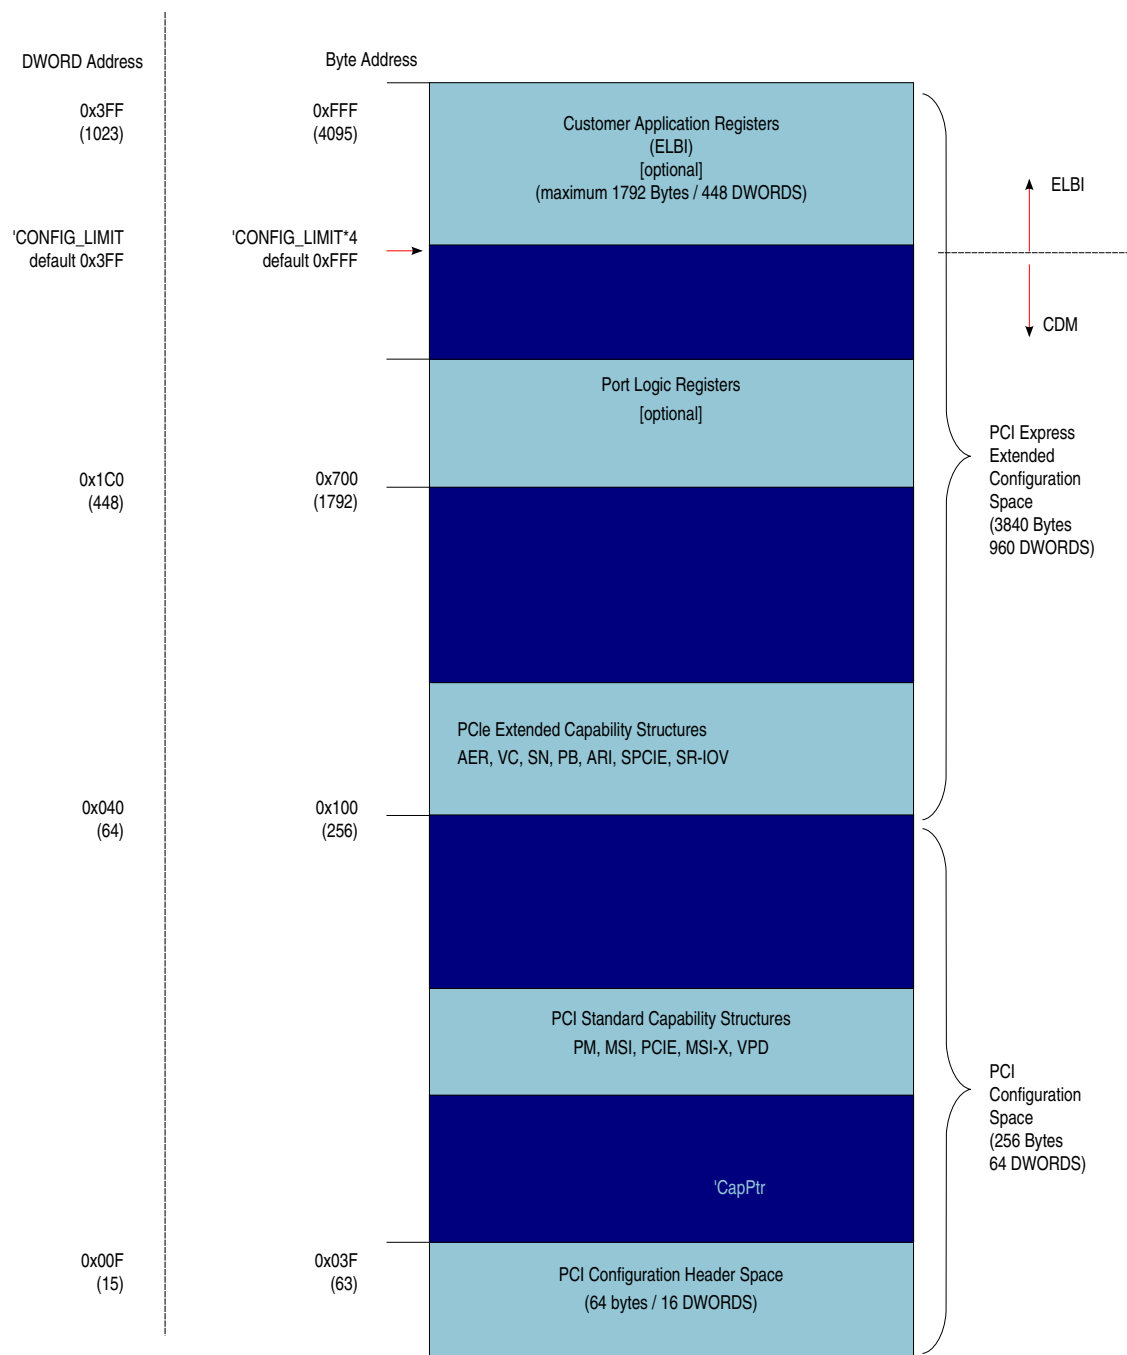 DWORD Address
Byte Address
0x3FF
(1023)
0xFFF
(4095)
Customer Application Registers
(ELBI)
[optional]
(maximum 1792 Bytes / 448 DWORDS)
ELBI
'CONFIG_LIMIT
default 0x3FF
'CONFIG_LIMIT*4
default 0xFFF
CDM
Port Logic Registers
[optional]
PCI Express
Extended
Configuration
Space
(3840 Bytes
960 DWORDS)
0x1C0
(448)
0x700
(1792)
PCIe Extended Capability Structures
AER, VC, SN, PB, ARI, SPCIE, SR-IOV
0x040
(64)
0x100
(256)
PCI Standard Capability Structures
PM, MSI, PCIE, MSI-X, VPD
PCI
Configuration
Space
(256 Bytes
64 DWORDS)
'CapPtr
0x00F
(15)
0x03F
(63)
PCI Configuration Header Space
(64 bytes / 16 DWORDS)